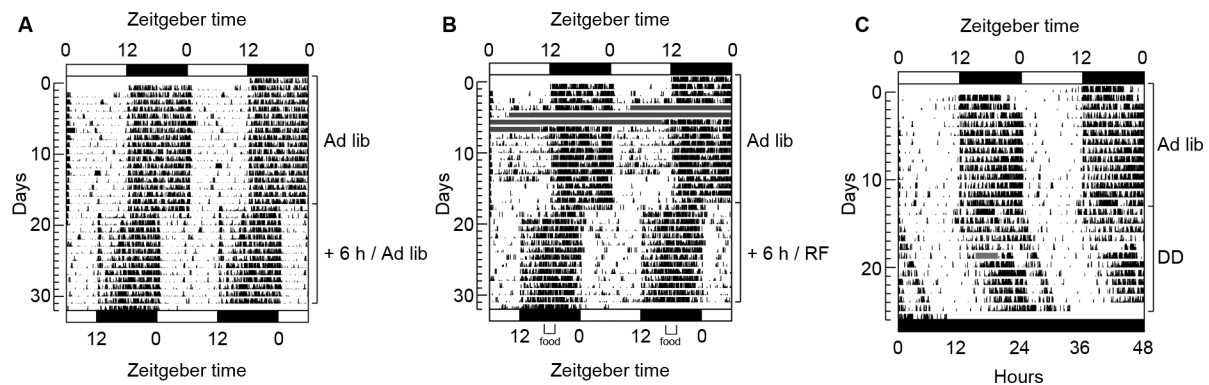 A
Zeitgeber time
0 12 0 12 0
Days
0
10
20
30
Ad lib
+ 6 h / Ad lib
12 0 12 0
Zeitgeber time
B
Zeitgeber time
0 12 0 12 0
Days
0
10
20
30
Ad lib
+ 6 h / RF
12 food 0 12 food 0
Zeitgeber time
C
Zeitgeber time
0 12 0 12 0
Days
0
10
20
Ad lib
DD
0 12 24 36 48
Hours